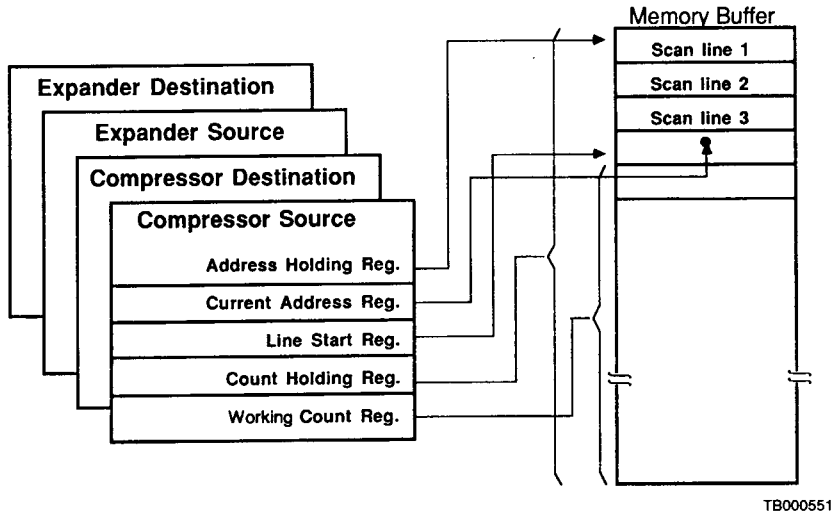 Memory Buffer
Scan line 1
Scan line 2
Scan line 3
Expander Destination
Expander Source
Compressor Destination
Compressor Source
Address Holding Reg.
Current Address Reg.
Line Start Reg.
Count Holding Reg.
Working Count Reg.
TB000551